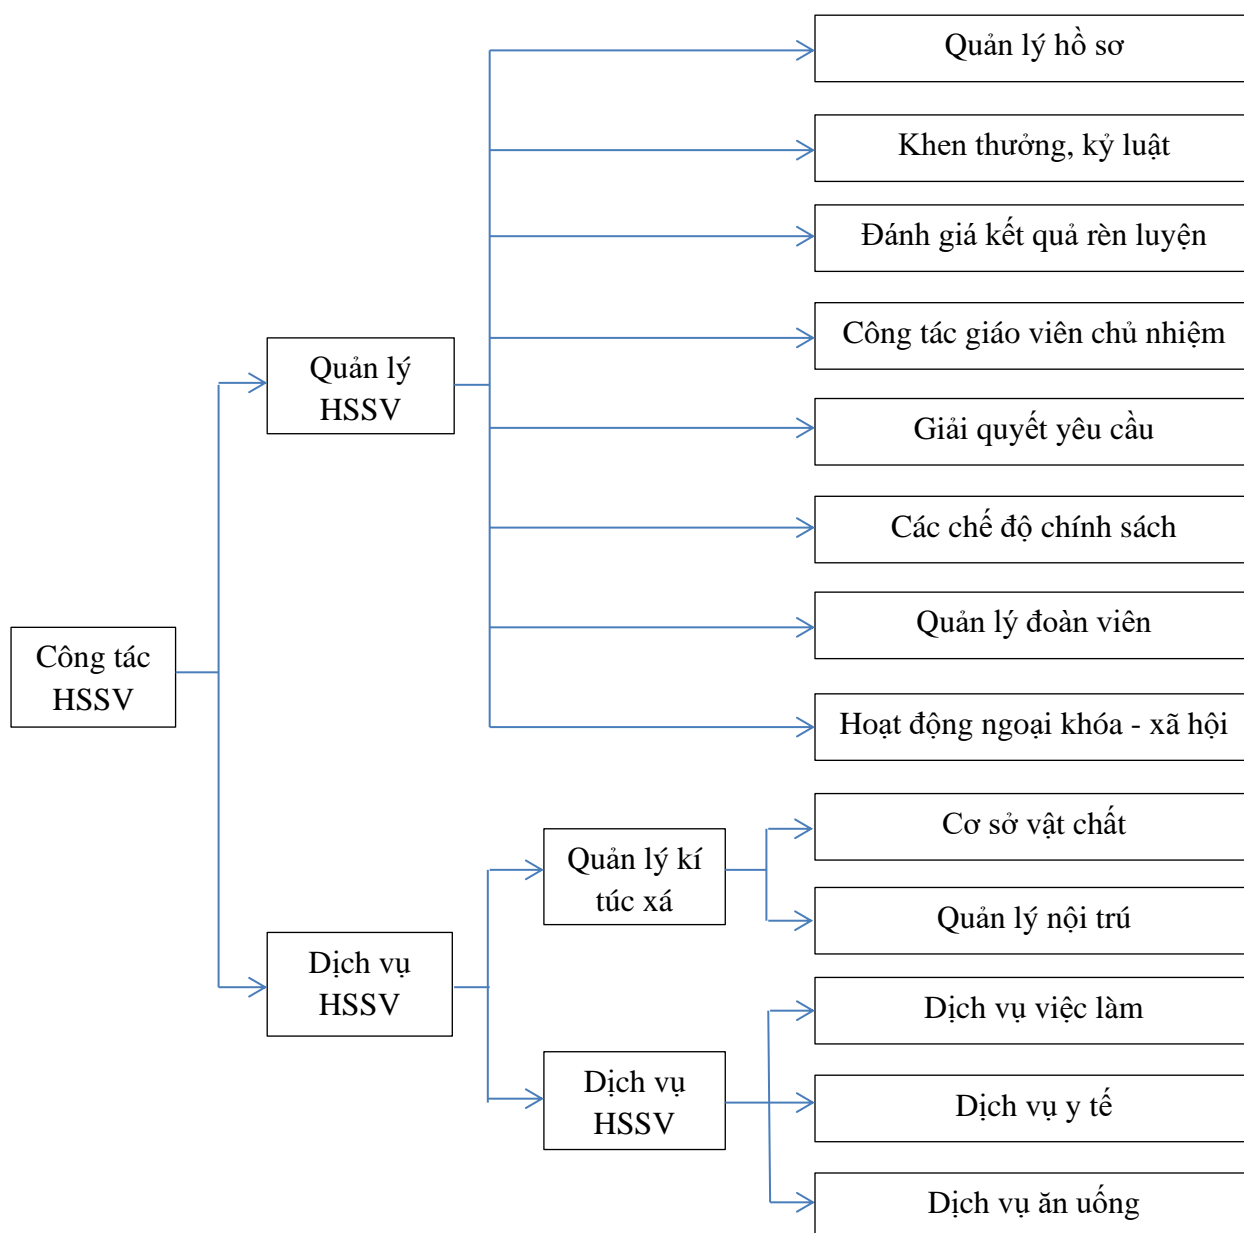 Quản lý hồ sơ
Khen thưởng, kỷ luật
Đánh giá kết quả rèn luyện
Công tác giáo viên chủ nhiệm
Quản lý
HSSV
Giải quyết yêu cầu
Các chế độ chính sách
Quản lý đoàn viên
Công tác
HSSV
Hoạt động ngoại khóa - xã hội
Cơ sở vật chất
Quản lý kí
túc xá
Quản lý nội trú
Dịch vụ
HSSV
Dịch vụ việc làm
Dịch vụ
HSSV
Dịch vụ y tế
Dịch vụ ăn uống